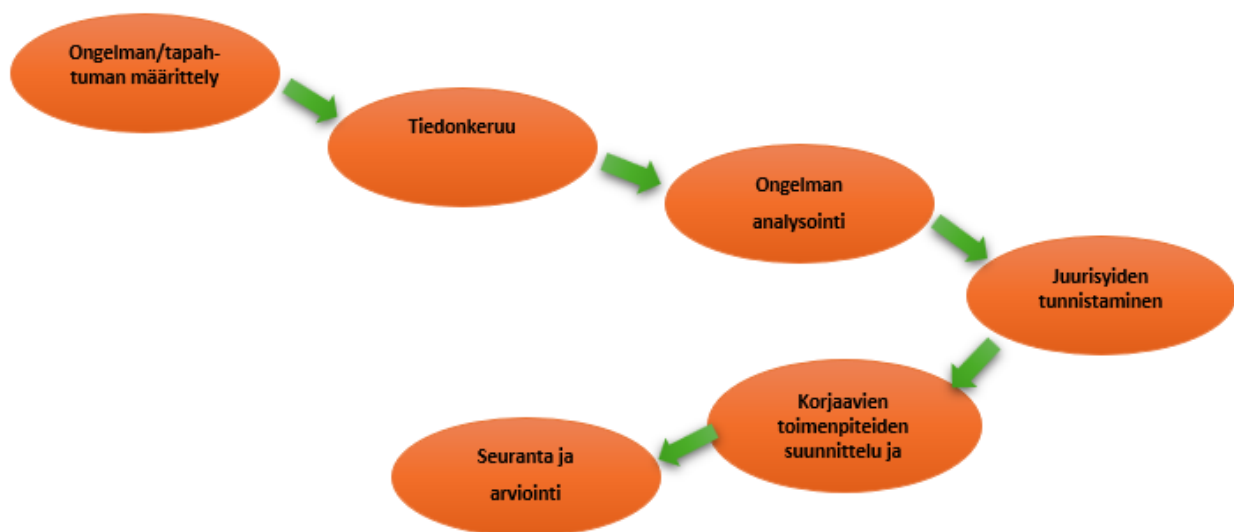 Ongelman/tapah-
tuman määrittely
Tiedonkeruu
Ongelman
analysointi
Juurisyiden
tunnistaminen
Korjaavien
toimenpiteiden
suunnittelu ja
Seuranta ja
arviointi